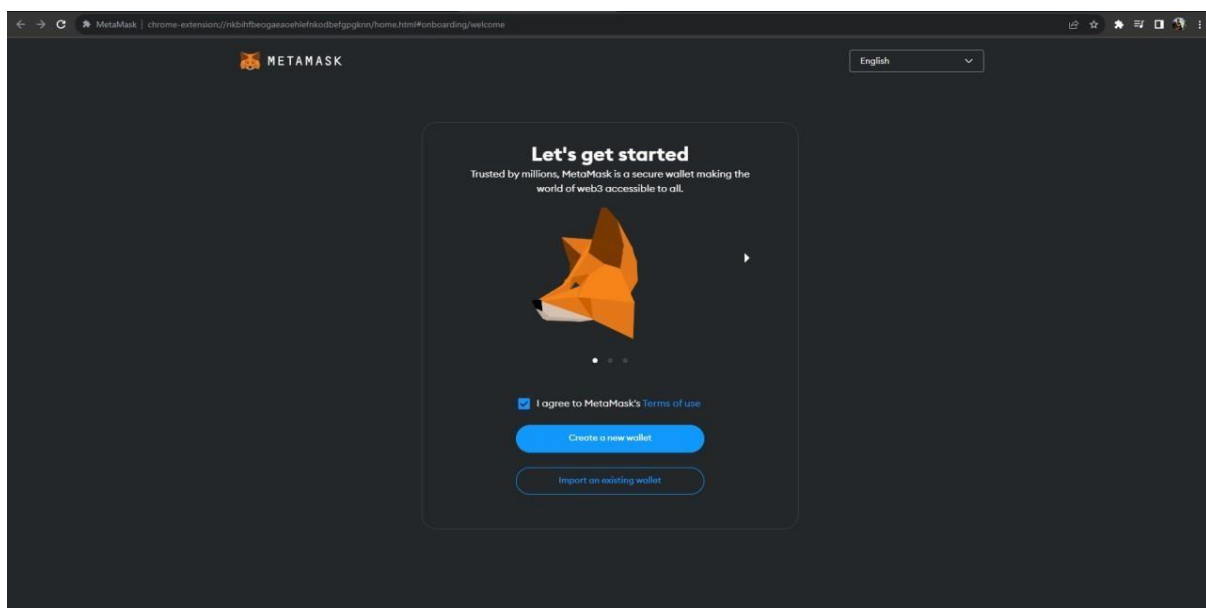 MetaMask | chrome-extension://nkbihfbeogaeaoehlefnkodbefgpgknn/home.html#onboarding/welcome
METAMASK
English
Let's get started
Trusted by millions, MetaMask is a secure wallet making the
world of web3 accessible to all.
I agree to MetaMask's Terms of use
Create a new wallet
Import an existing wallet